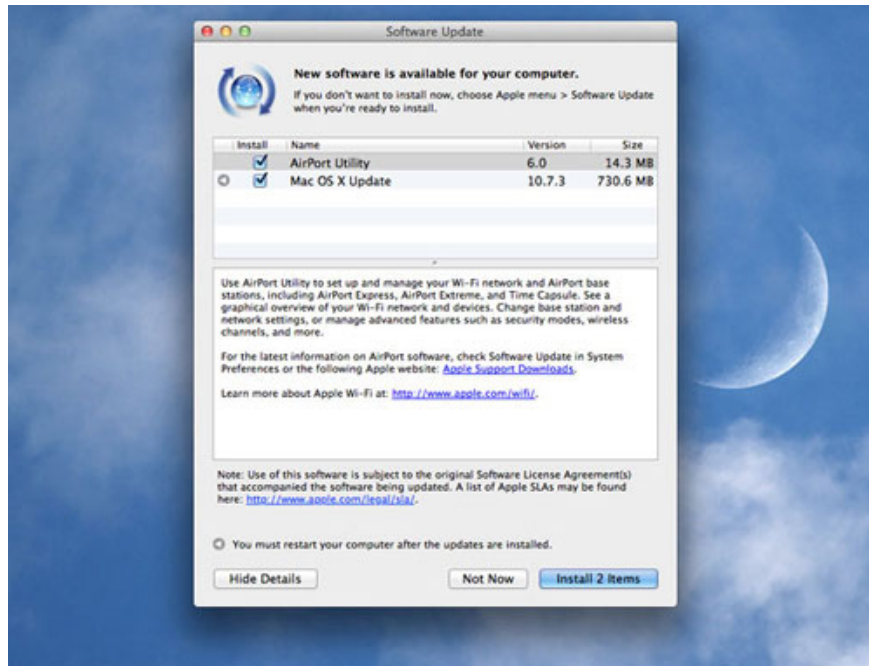 Software Update
New software is available for your computer.
If you don't want to install now, choose Apple menu > Software Update
when you're ready to install.
Install Name Version Size
AirPort Utility 6.0 14.3 MB
Mac OS X Update 10.7.3 730.6 MB
Use AirPort Utility to set up and manage your Wi-Fi network and AirPort base
stations, including AirPort Express, AirPort Extreme, and Time Capsule. See a
graphical overview of your Wi-Fi network and devices. Change base station and
network settings, or manage advanced features such as security modes, wireless
channels, and more.
For the latest information on AirPort software, check Software Update in System
Preferences or the following Apple website: Apple Support Downloads.
Learn more about Apple Wi-Fi at: http://www.apple.com/wifi/.
Note: Use of this software is subject to the original Software License Agreement(s)
that accompanied the software being updated. A list of Apple SLAs may be found
here: http://www.apple.com/legal/sla/.
You must restart your computer after the updates are installed.
Hide Details Not Now Install 2 Items